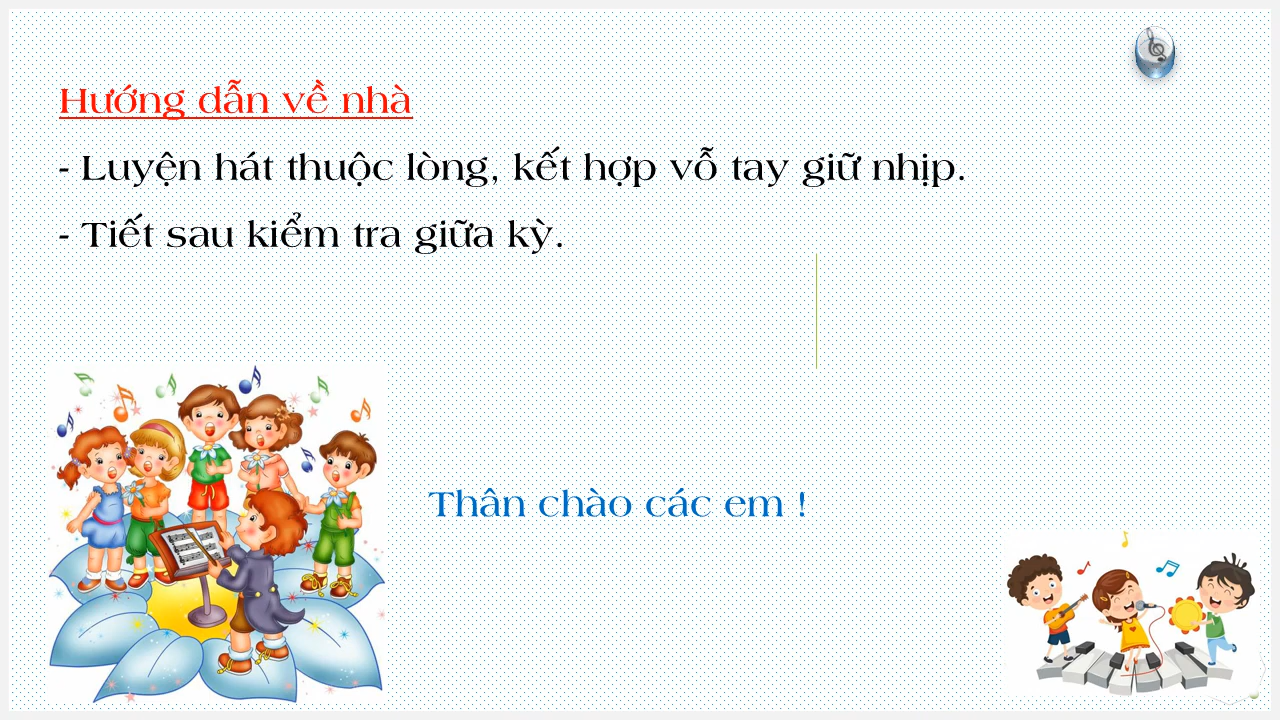 Hướng dẫn về nhà
- Luyện hát thuộc lòng, kết hợp vỗ tay giữ nhịp.
- Tiết sau kiểm tra giữa kỳ.
Thân chào các em !